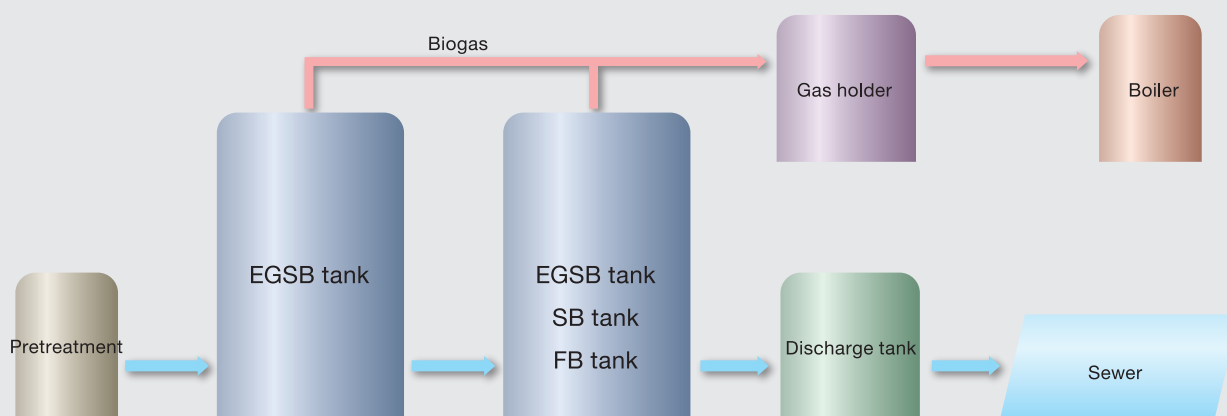 Biogas
Gas holder
Boiler
EGSB tank
EGSB tank
SB tank
FB tank
Pretreatment
Discharge tank
Sewer